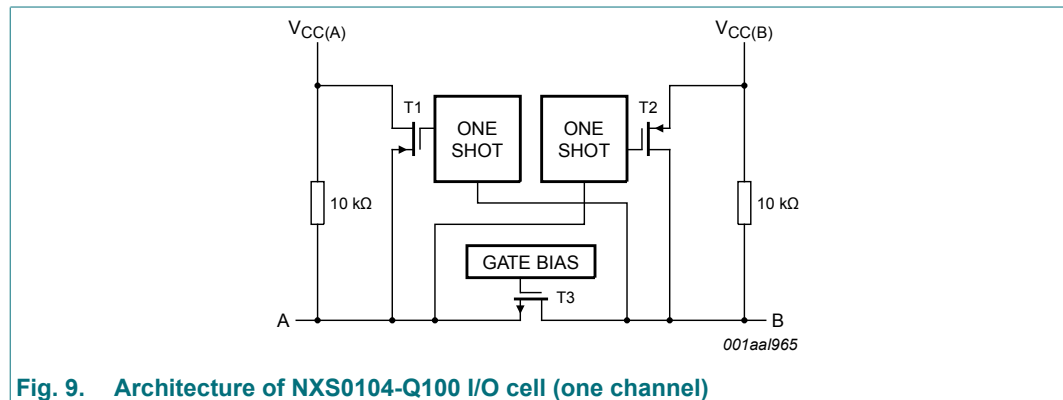 VCC(A)
VCC(B)
T1
T2
ONE
SHOT
ONE
SHOT
10 kΩ
10 kΩ
GATE BIAS
T3
A
B
001aal965
Fig. 9. Architecture of NXS0104-Q100 I/O cell (one channel)